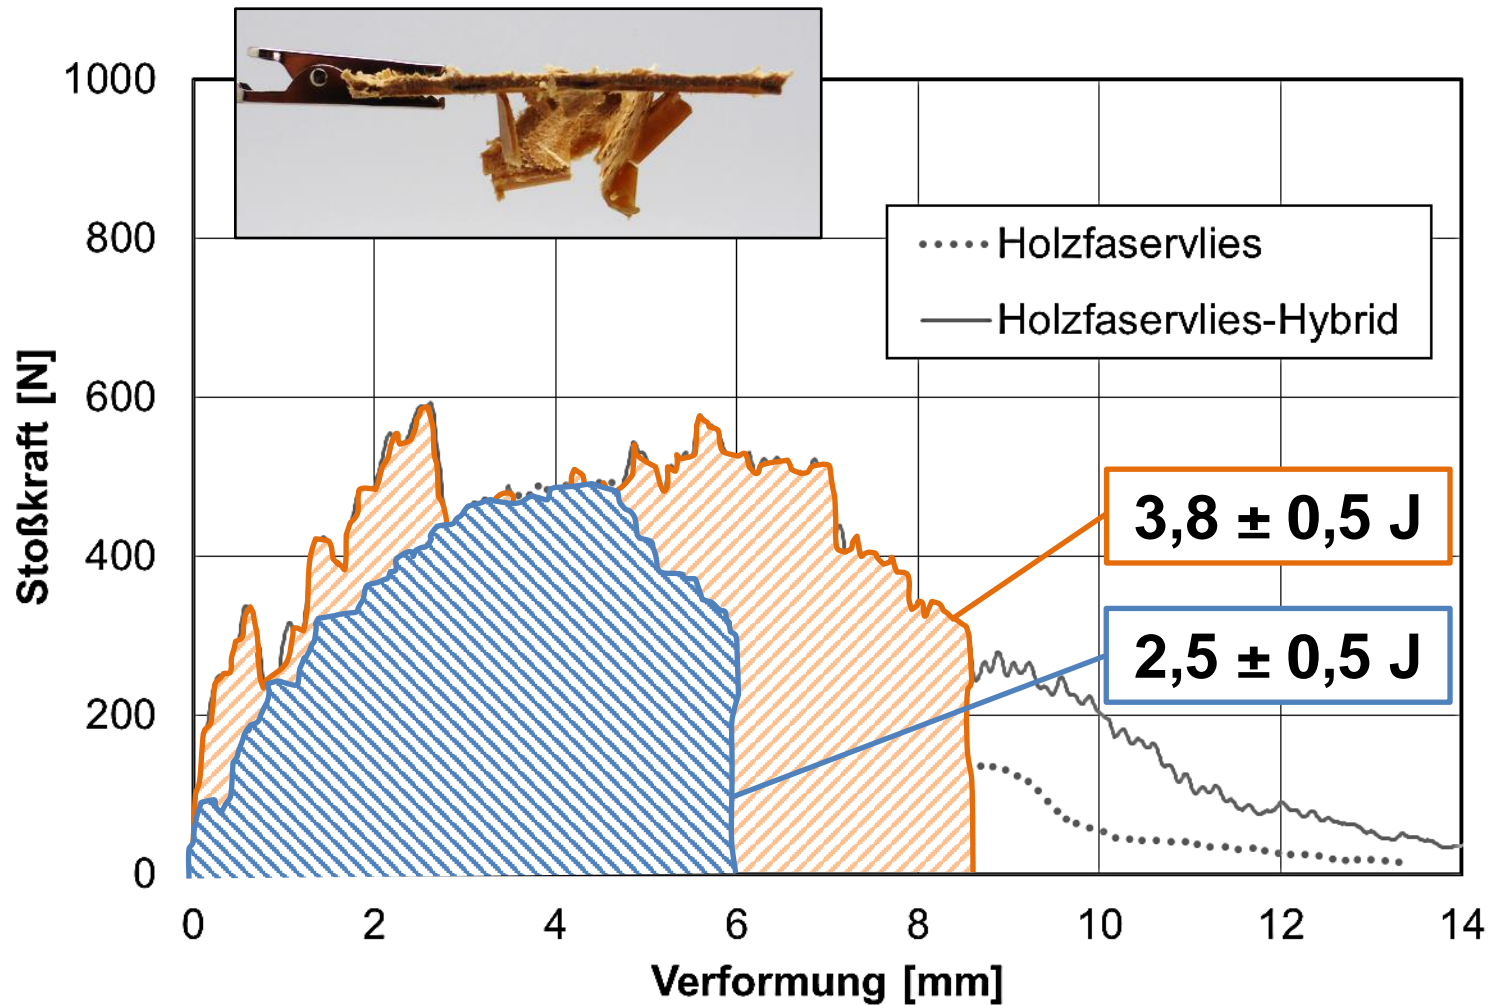 1000
800
600
400
200
0
Stoßkraft [N]
Holzfaservlies
Holzfaservlies-Hybrid
3,8 ± 0,5 J
2,5 ± 0,5 J
0 2 4 6 8 10 12 14
Verformung [mm]